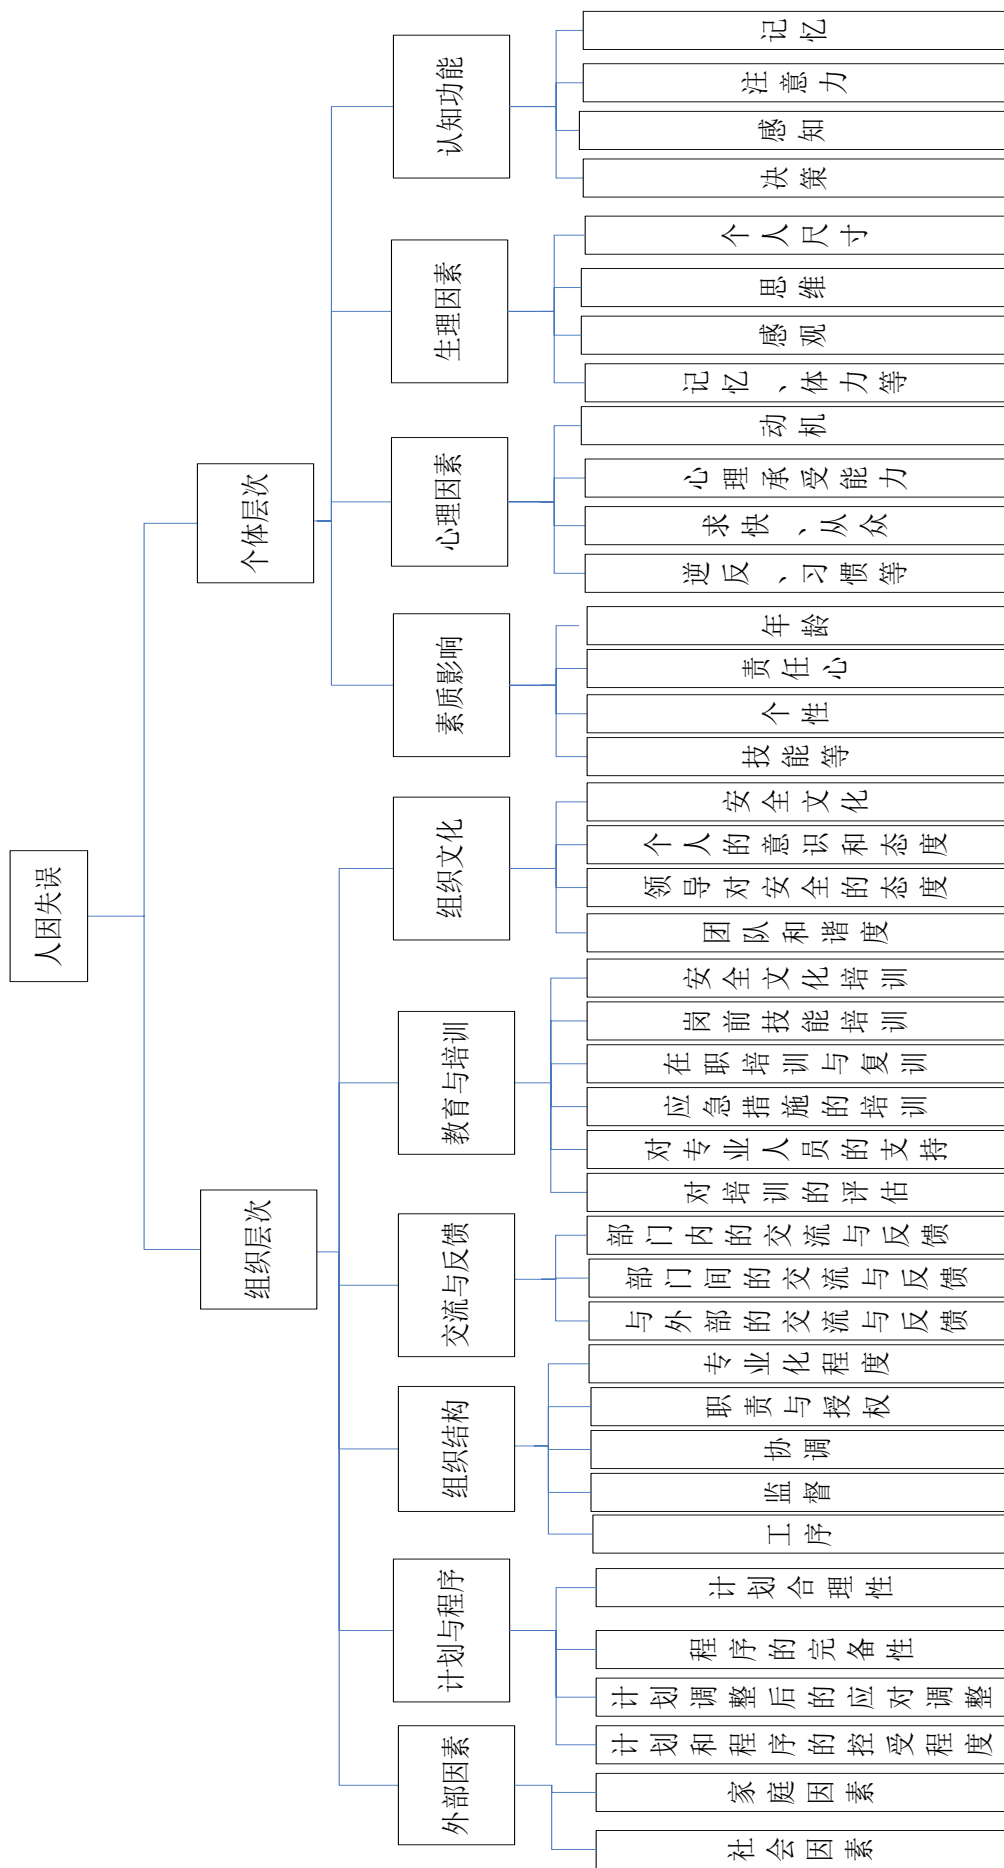 人因失误
组织层次
个体层次
外部因素
计划与程序
组织结构
交流与反馈
教育与培训
组织文化
素质影响
心理因素
生理因素
认知功能
社会因素
家庭因素
计划和程序的控受程度
计划调整后的应对调整
程序的完备性
计划合理性
工序
监督
协调
职责与授权
专业化程度
与外部的交流与反馈
部门间的交流与反馈
部门内的交流与反馈
对培训的评估
对专业人员的支持
应急措施的培训
在职培训与复训
岗前技能培训
安全文化培训
团队和谐度
领导对安全的态度
个人的意识和态度
安全文化
技能等
个性
责任心
年龄
逆反、习惯等
求快、从众
心理承受能力
动机
记忆、体力等
感观
思维
个人尺寸
决策
感知
注意力
记忆